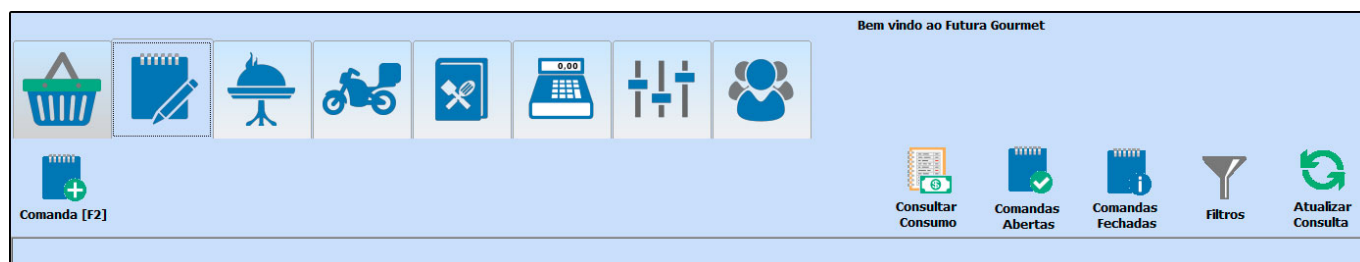 Bem vindo ao Futura Gourmet
0,00
Comanda [F2]
Consultar
Consumo
Comandas
Abertas
Comandas
Fechadas
Filtros
Atualizar
Consulta